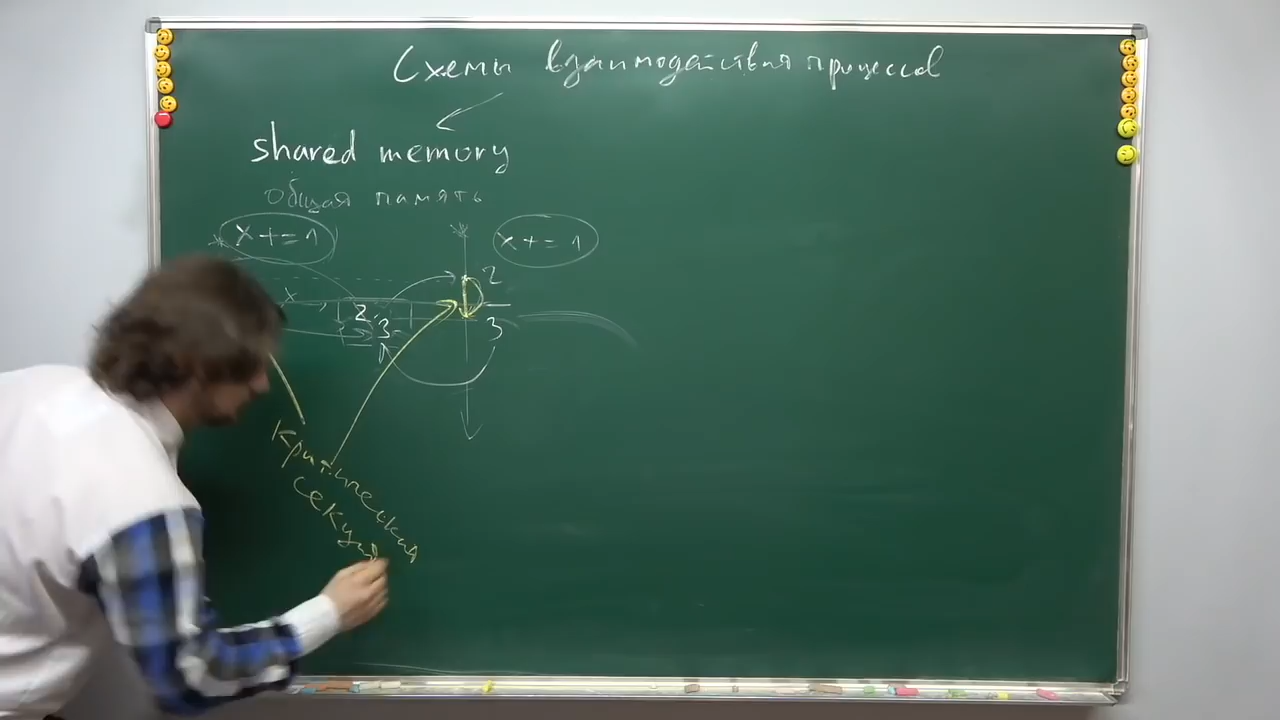 Схемы взаимодействия процессов
shared memory
общая память
x += 1
x += 1
2
x
2
3
3
Критическая
секция